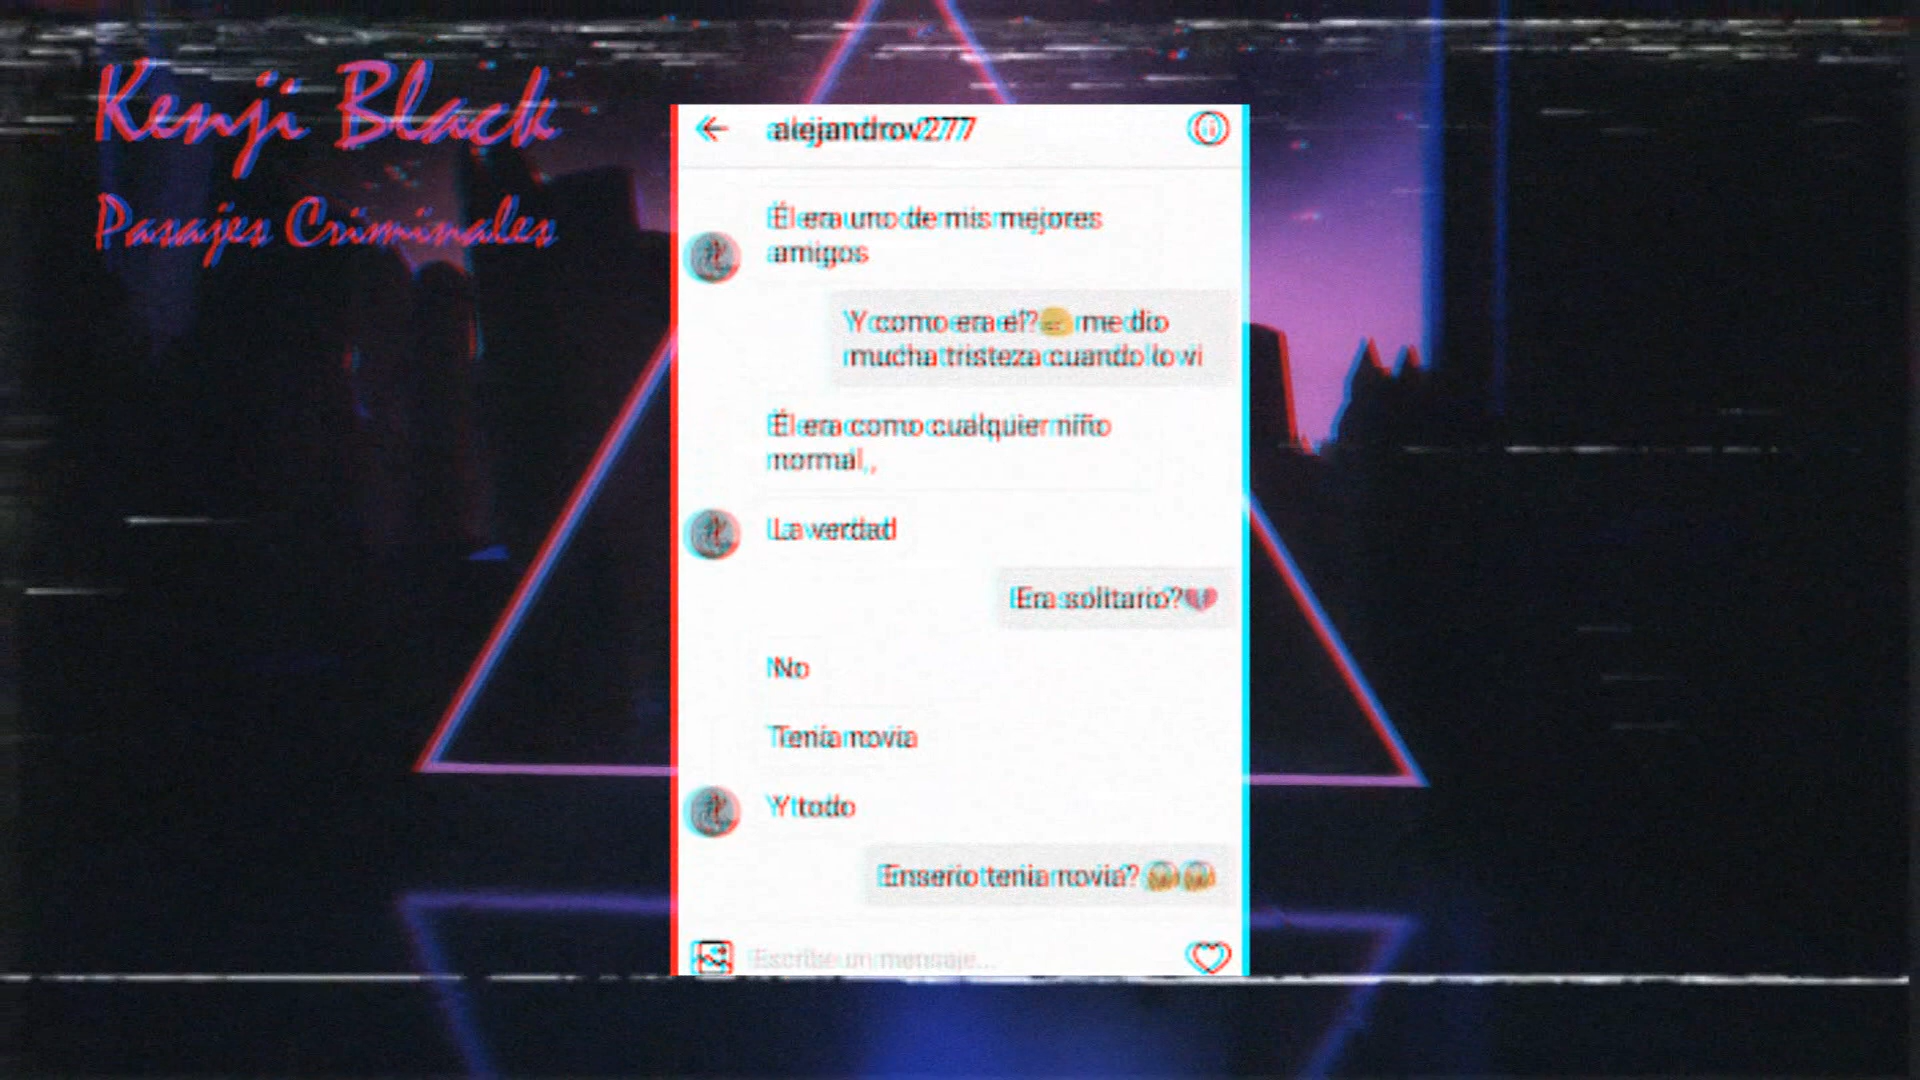 Kenji Black
Pasajes Criminales
alejandrov277
Él era uno de mis mejores
amigos
Y como era él?😔 me dio
mucha tristeza cuando lo vi
Él era como cualquier niño
normal,,
La verdad
Era solitario?💔
No
Tenia novia
Y todo
Enserio tenia novia? 😱😱
Escribe un mensaje...